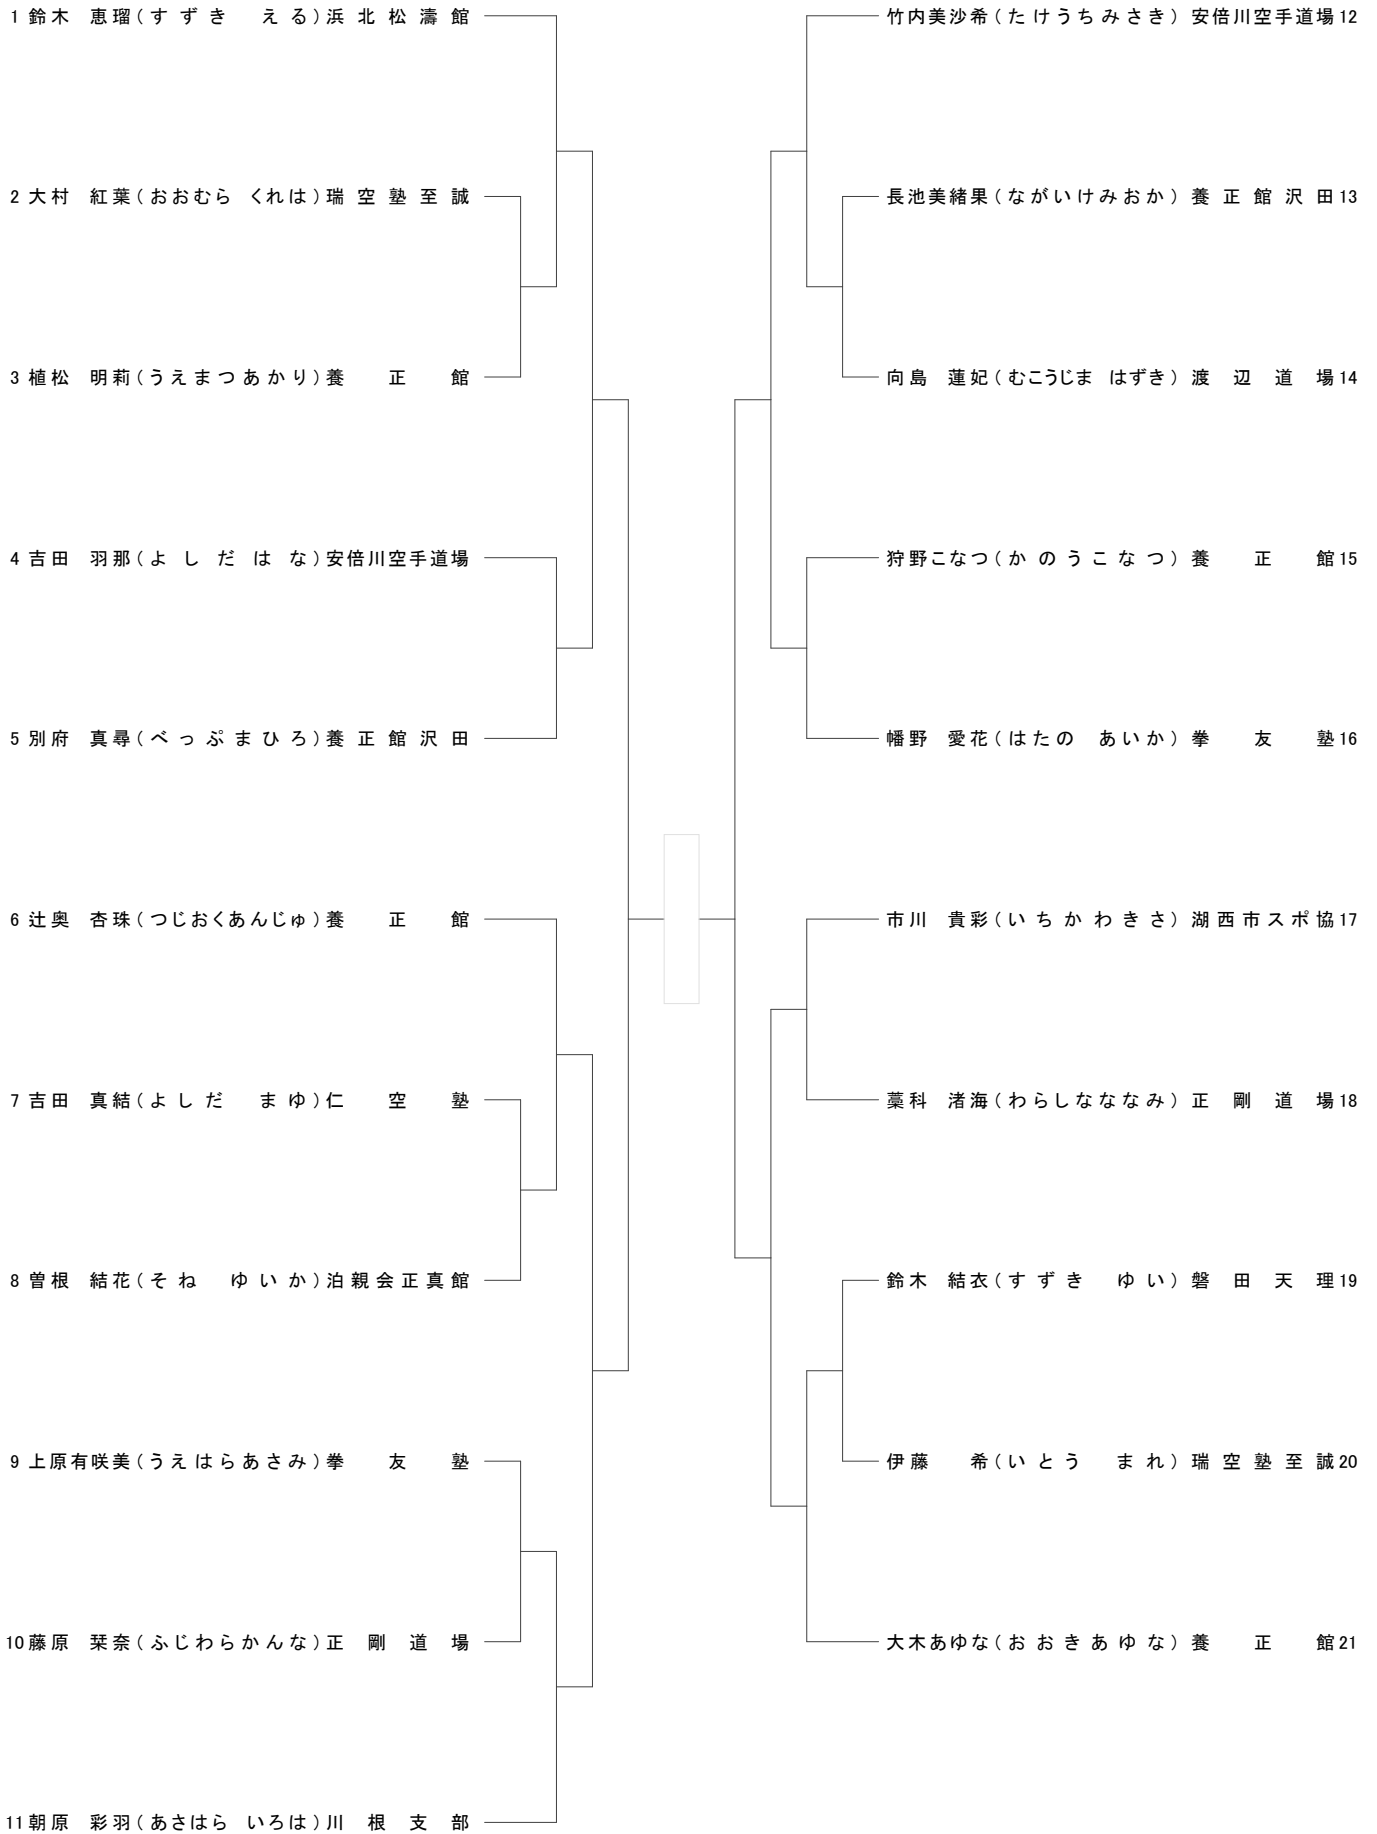 1 鈴木 恵瑠(すずき える)浜北松濤館
2 大村 紅葉(おおむら くれは)瑞空塾至誠
3 植松 明莉(うえまつあかり)養正館
4 吉田 羽那(よしだはな)安倍川空手道場
5 別府 真尋(べっぷまひろ)養正館沢田
6 辻奥 杏珠(つじおくあんじゅ)養正館
7 吉田 真結(よしだ まゆ)仁空塾
8 曽根 結花(そね ゆいか)泊親会正真館
9 上原有咲美(うえはらあさみ)拳友塾
10 藤原 栞奈(ふじわらかんな)正剛道場
11 朝原 彩羽(あさはら いろは)川根支部
竹内美沙希(たけうちみさき)安倍川空手道場 12
長池美緒果(ながいけみおか)養正館沢田 13
向島 蓮妃(むこうじま はずき)渡辺道場 14
狩野こなつ(かのうこなつ)養正館 15
幡野 愛花(はたの あいか)拳友塾 16
市川 貴彩(いちかわきさ)湖西市スポ協 17
藁科 渚海(わらしなななみ)正剛道場 18
鈴木 結衣(すずき ゆい)磐田天理 19
伊藤 希(いとう まれ)瑞空塾至誠 20
大木あゆな(おおきあゆな)養正館 21